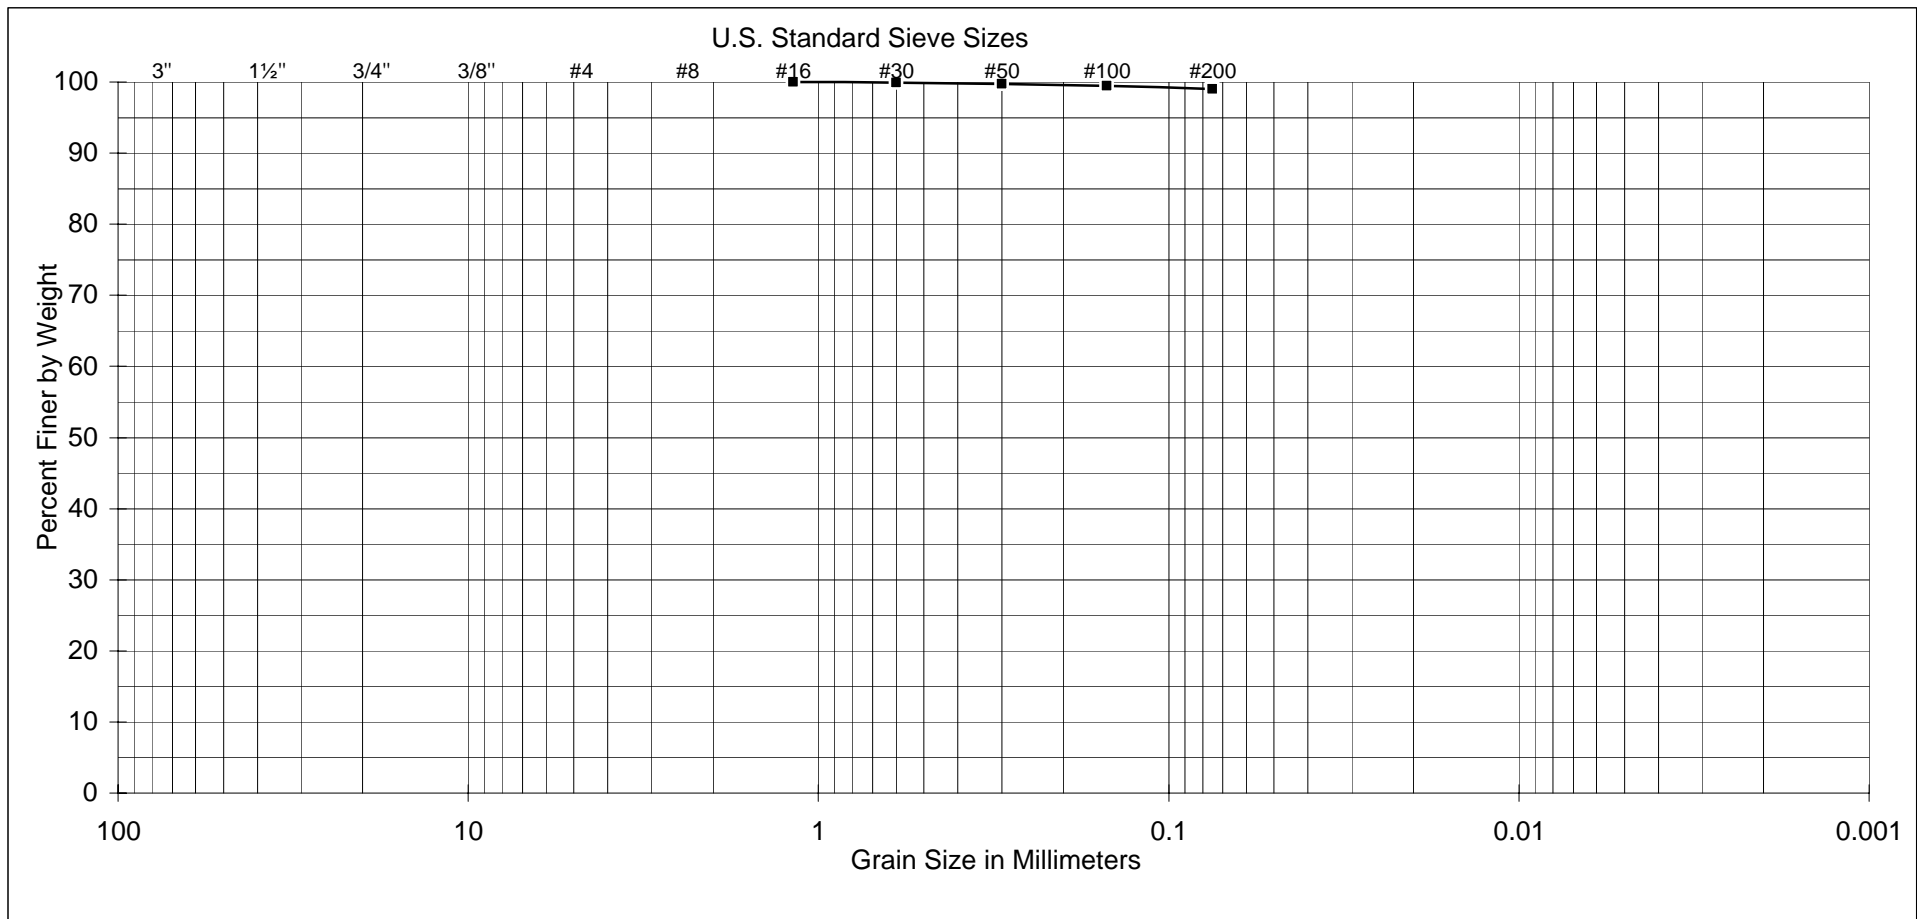 U.S. Standard Sieve Sizes
3" 1½" 3/4" 3/8" #4 #8 #16 #30 #50 #100 #200
100
90
80
70
60
50
40
30
20
10
0
Percent Finer by Weight
100 10 1 0.1 0.01 0.001
Grain Size in Millimeters